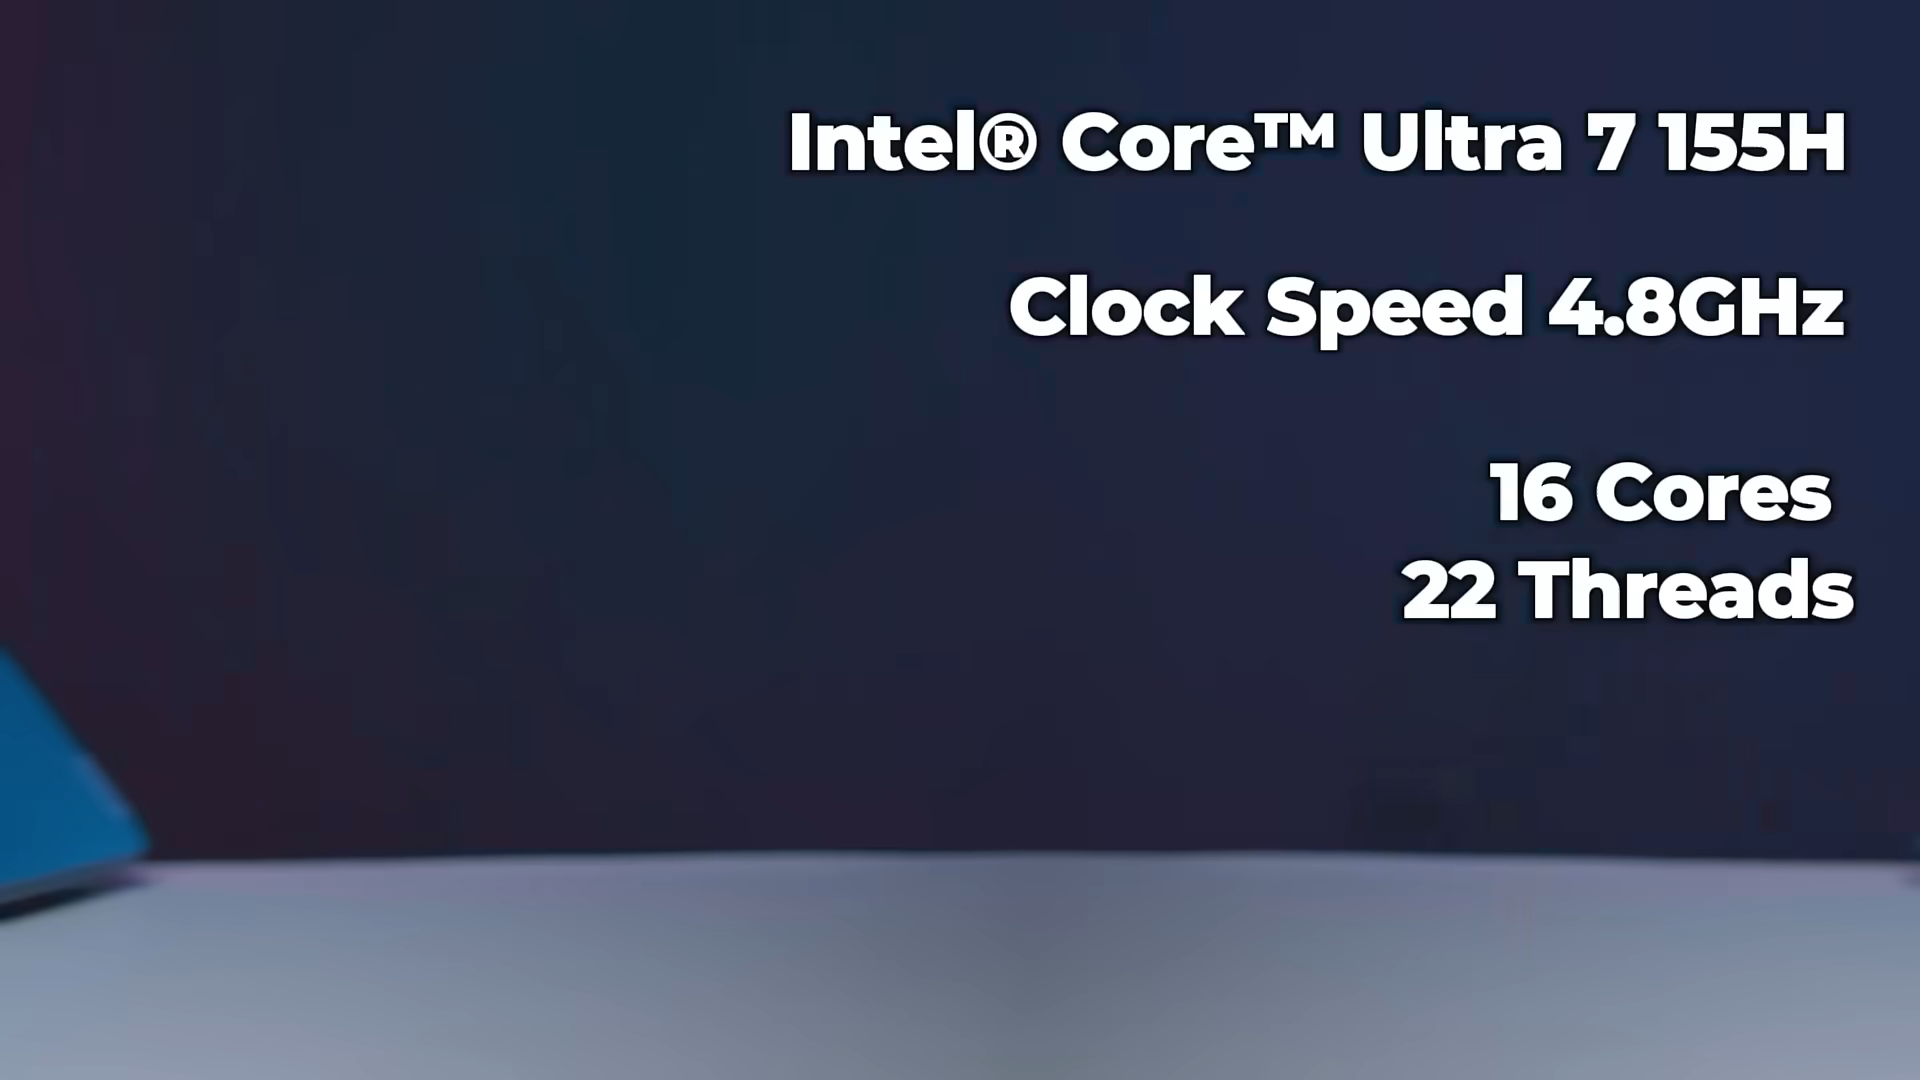 Intel® Core™ Ultra 7 155H
Clock Speed 4.8GHz
16 Cores
22 Threads